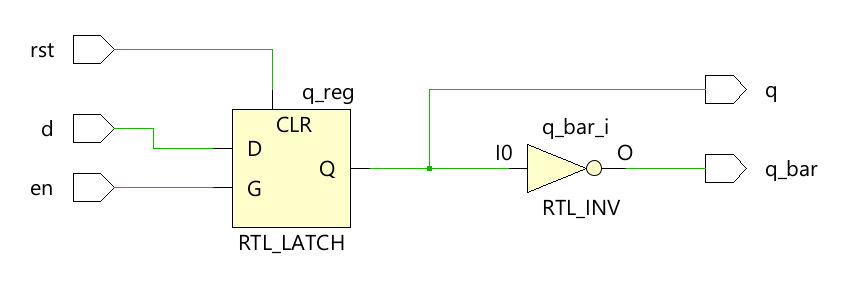 rst
q_reg
q
CLR
d
q_bar_i
D
I0
O
Q
q_bar
en
G
RTL_INV
RTL_LATCH